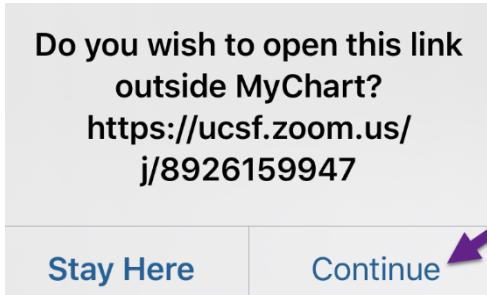 Do you wish to open this link
outside MyChart?
https://ucsf.zoom.us/
j/8926159947
Stay Here
Continue